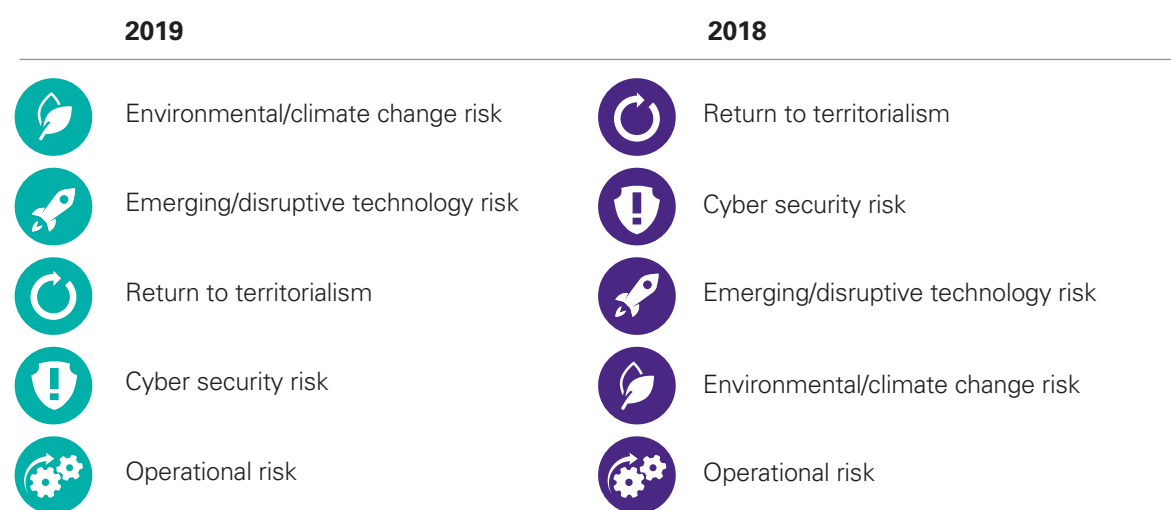 2019 2018
Environmental/climate change risk Return to territorialism
Emerging/disruptive technology risk Cyber security risk
Return to territorialism Emerging/disruptive technology risk
Cyber security risk Environmental/climate change risk
Operational risk Operational risk